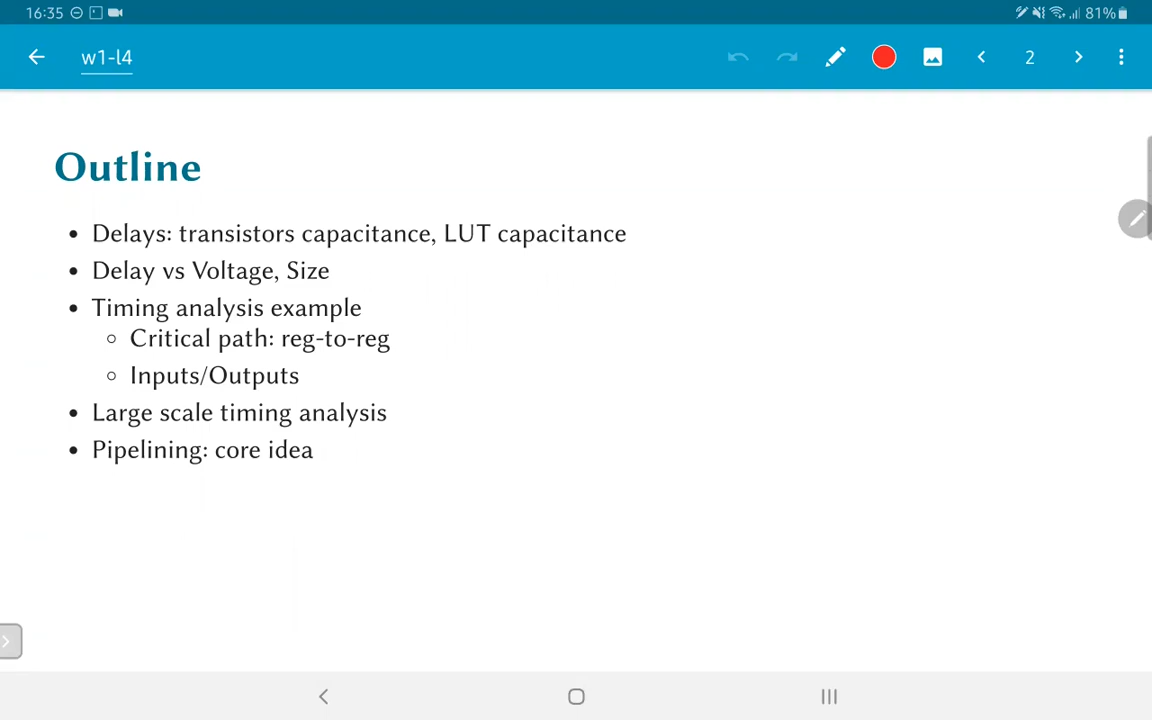 16:35 81%
w1-l4 2
Outline
• Delays: transistors capacitance, LUT capacitance
• Delay vs Voltage, Size
• Timing analysis example
◦ Critical path: reg-to-reg
◦ Inputs/Outputs
• Large scale timing analysis
• Pipelining: core idea